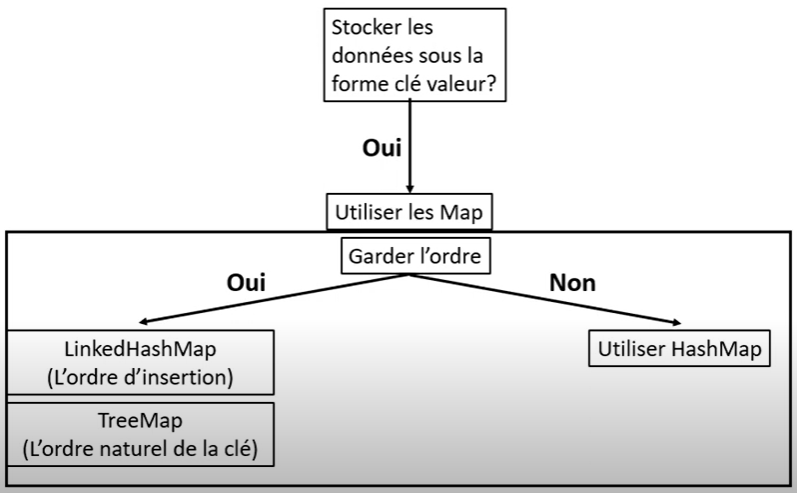 Stocker les
données sous la
forme clé valeur?
Oui
Utiliser les Map
Garder l’ordre
Oui
Non
LinkedHashMap
(L’ordre d’insertion)
Utiliser HashMap
TreeMap
(L’ordre naturel de la clé)